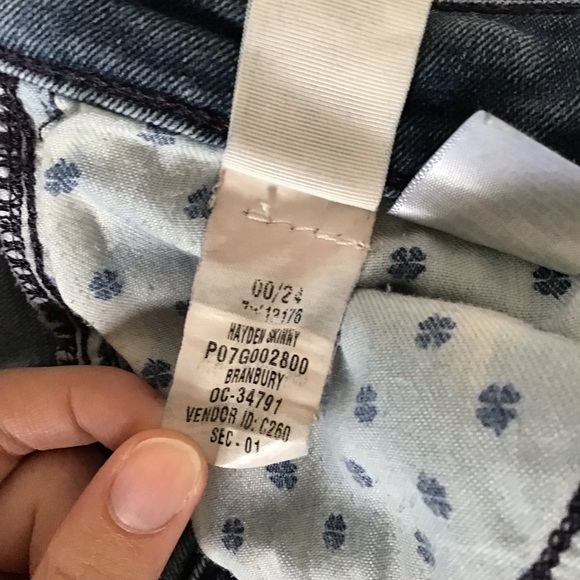 00/24
HAYDEN SKINNY
P07G002800
BRANBURY
OC-34791
VENDOR ID: C260
SEC - 01